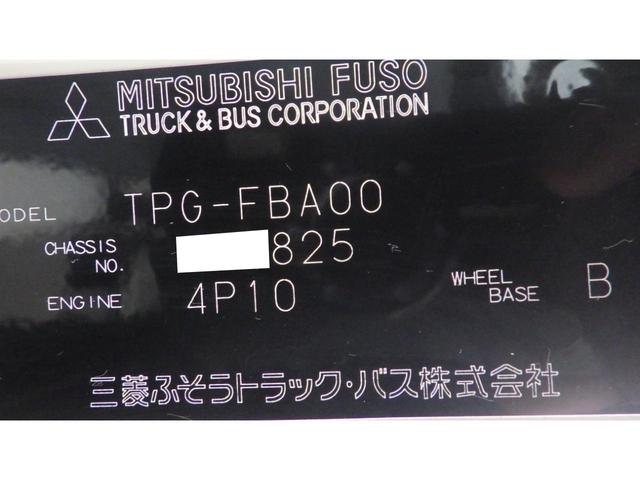 MITSUBISHI FUSO
TRUCK & BUS CORPORATION
ODEL TPG-FBA00
CHASSIS NO. 825
ENGINE 4P10
WHEEL BASE B
三菱ふそうトラック・バス株式会社